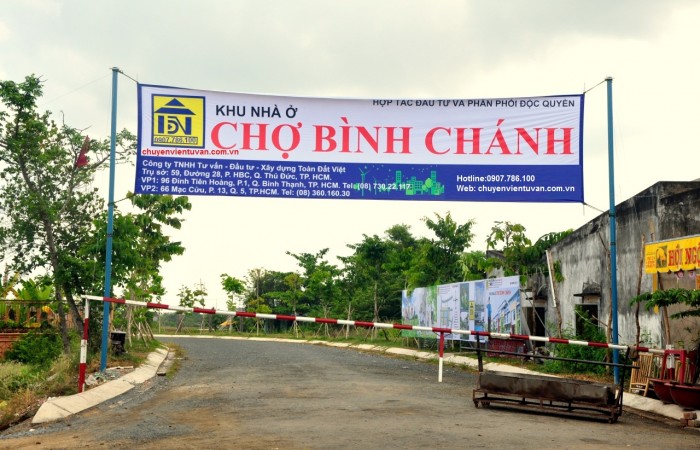 HỢP TÁC ĐẦU TƯ VÀ PHÂN PHỐI ĐỘC QUYỀN
KHU NHÀ Ở
CHỢ BÌNH CHÁNH
0907.786.100
chuyenvientuvan.com.vn
Công ty TNHH Tư vấn - Đầu tư - Xây dựng Toàn Đất Việt
Trụ sở: 59, Đường 28, P. HBC, Q. Thủ Đức, TP. HCM.
VP1: 96 Đinh Tiên Hoàng, P.1, Q. Bình Thạnh, TP. HCM. Tel: (08) 730.22.117
VP2: 66 Mạc Cửu, P. 13, Q. 5, TP.HCM. Tel: (08) 360.160.30
Hotline:0907.786.100
Web: chuyenvientuvan.com.vn